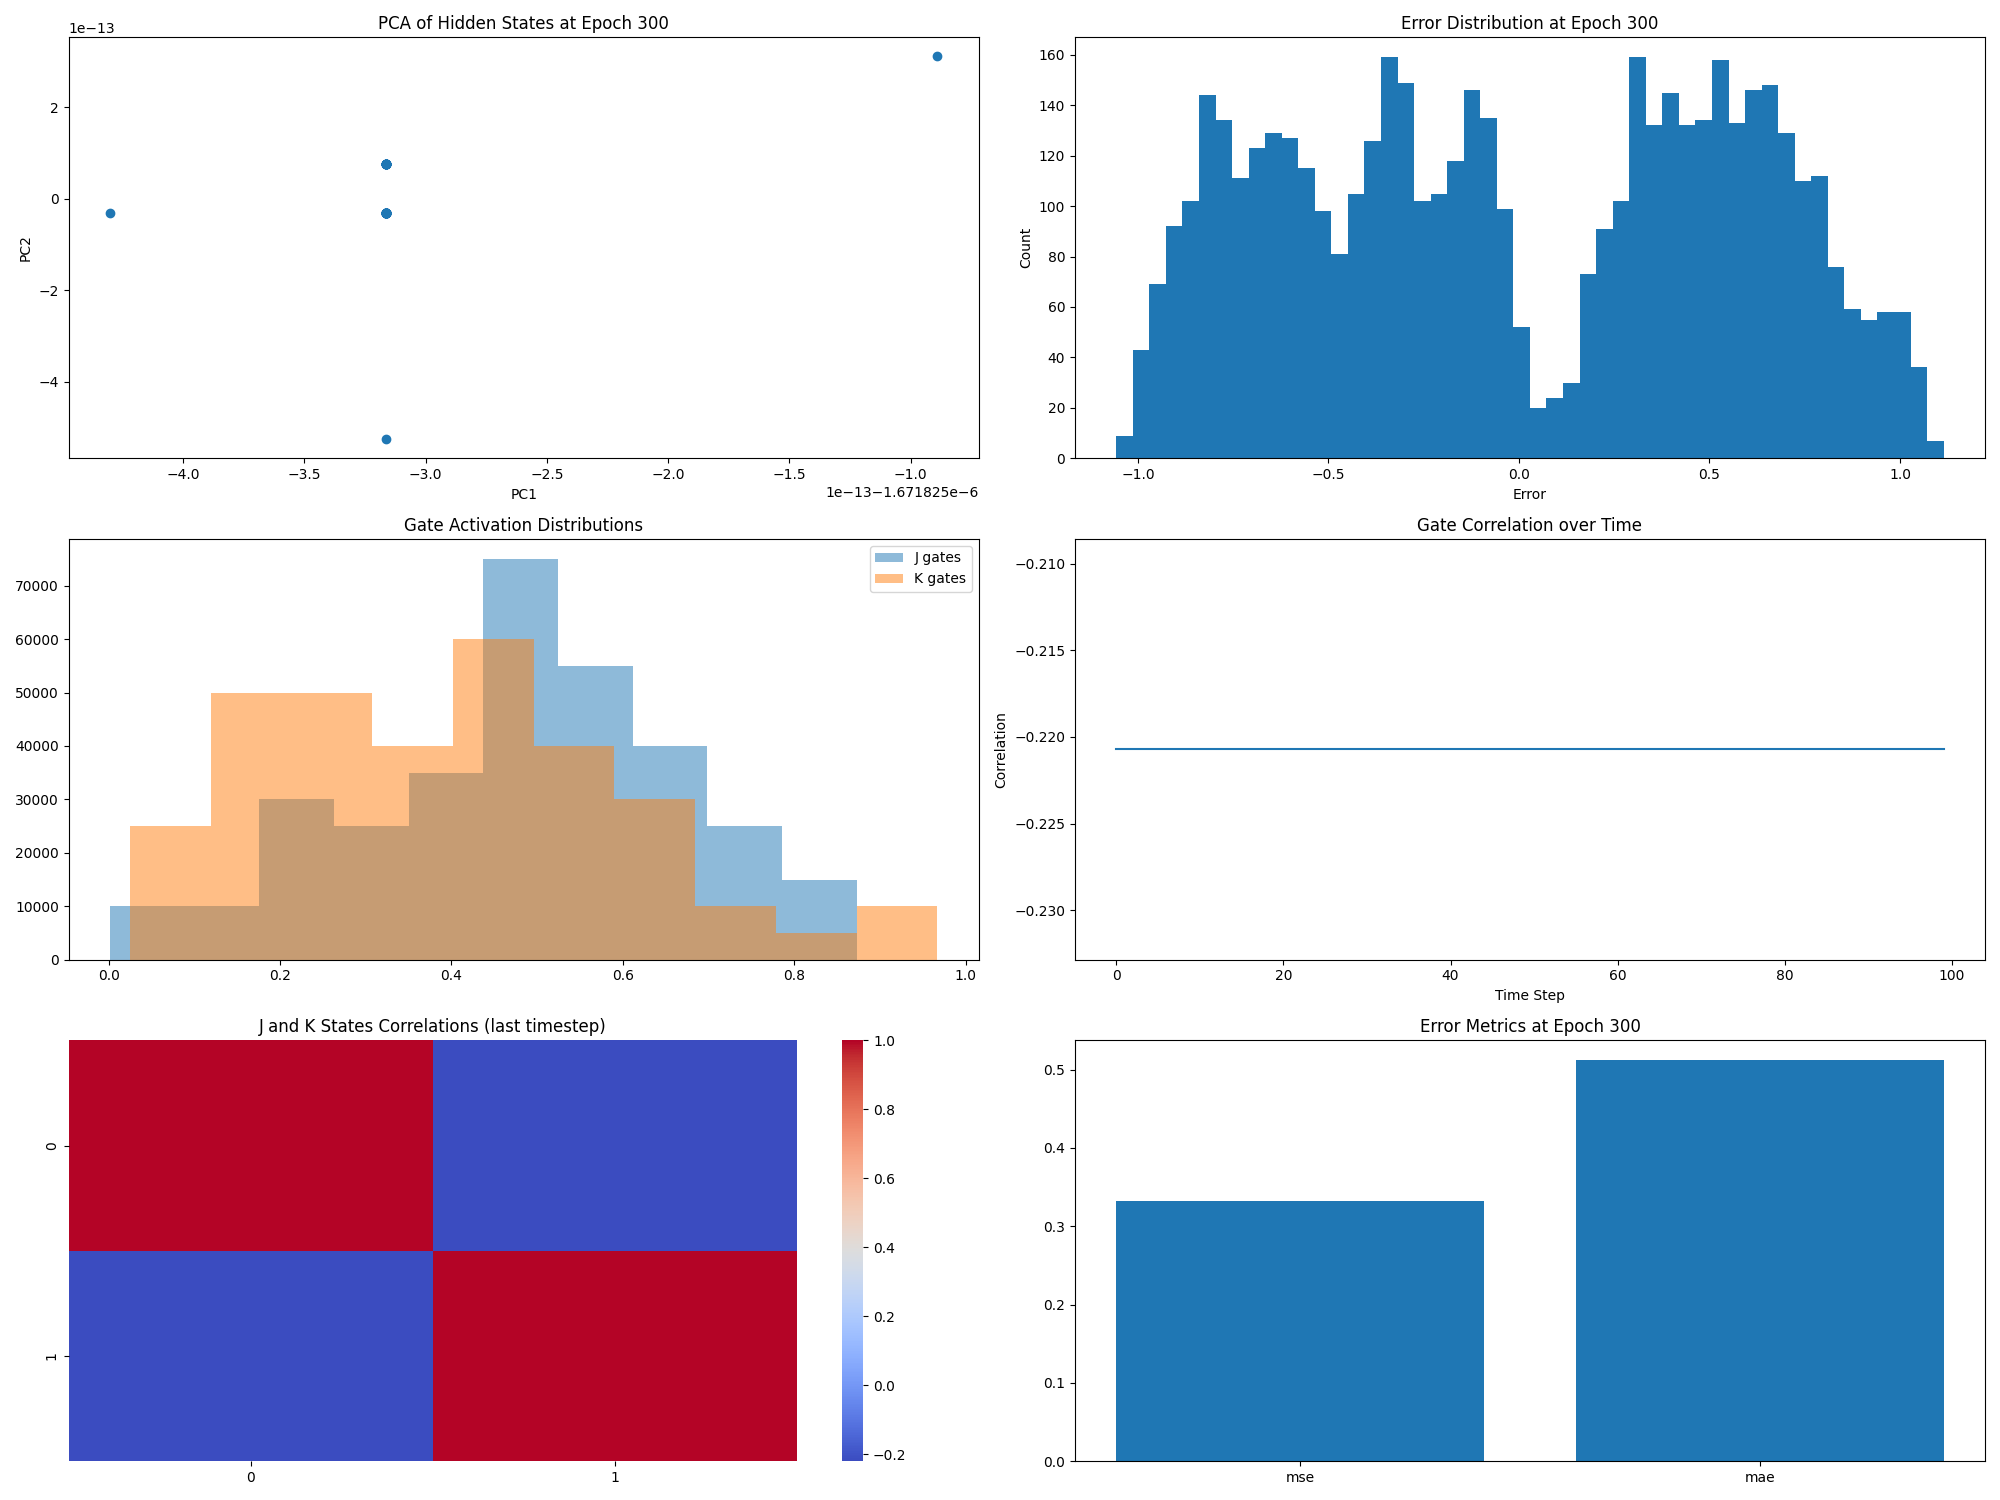 PCA of Hidden States at Epoch 300
1e−13
2
0
−2
−4
PC2
−4.0 −3.5 −3.0 −2.5 −2.0 −1.5 −1.0
1e−13−1.671825e−6
PC1
Error Distribution at Epoch 300
160
140
120
100
80
60
40
20
0
Count
−1.0 −0.5 0.0 0.5 1.0
Error
Gate Activation Distributions
J gates
K gates
70000
60000
50000
40000
30000
20000
10000
0
0.0 0.2 0.4 0.6 0.8 1.0
Gate Correlation over Time
−0.210
−0.215
−0.220
−0.225
−0.230
Correlation
0 20 40 60 80 100
Time Step
J and K States Correlations (last timestep)
0
1
0 1
1.0
0.8
0.6
0.4
0.2
0.0
−0.2
Error Metrics at Epoch 300
0.5
0.4
0.3
0.2
0.1
0.0
mse mae